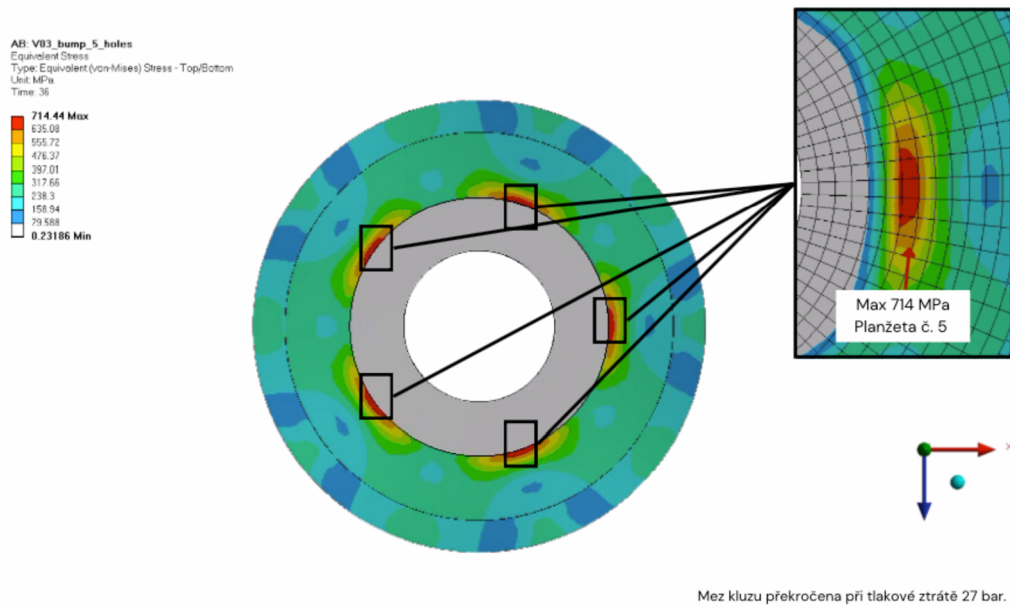 AB: V03_bump_5_holes
Equivalent Stress
Type: Equivalent (von-Mises) Stress - Top/Bottom
Unit: MPa
Time: 36
714.44 Max
635.08
555.72
476.37
397.01
317.66
238.3
158.94
79.588
0.23186 Min
Max 714 MPa
Planžeta č. 5
Mez kluzu překročena při tlakové ztrátě 27 bar.